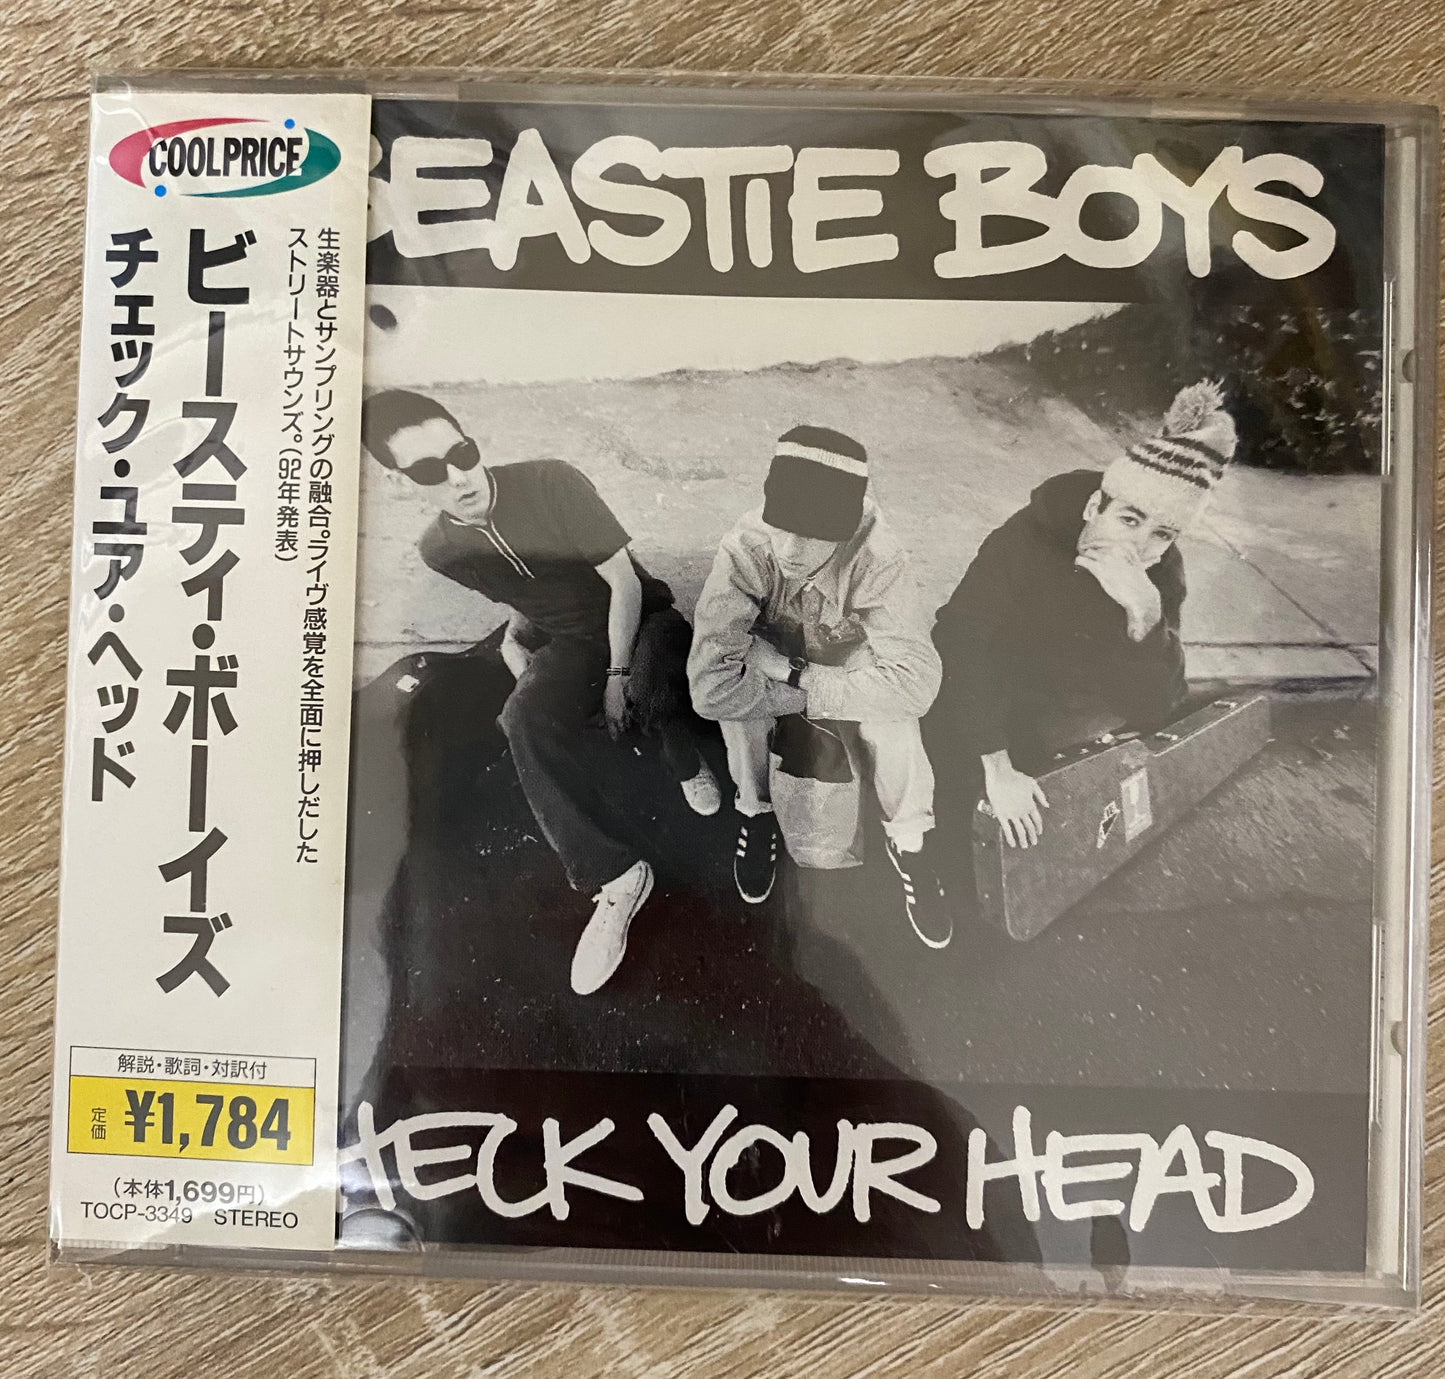 COOLPRICE
生楽器とサンプリングの融合。ライヴ感覚を全面に押しだした
ストリートサウンズ。(92年発表)
ビースティ・ボーイズ
チェック・ユア・ヘッド
解説・歌詞・対訳付
定価 ¥1,784
(本体1,699円)
TOCP-3349 STEREO
BEASTIE BOYS
HECK YOUR HEAD